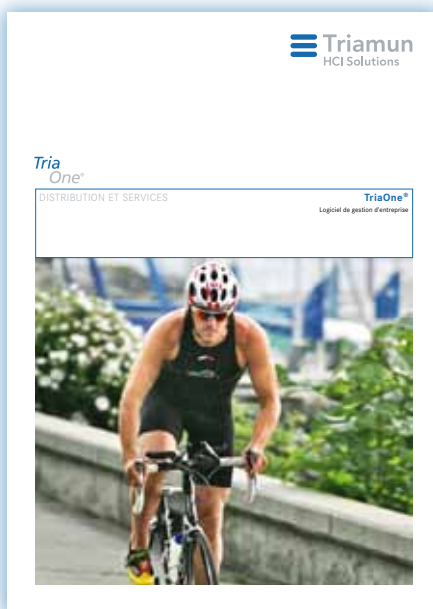 Triamun
HCI Solutions
Tria
One®
DISTRIBUTION ET SERVICES
TriaOne®
Logiciel de gestion d'entreprise